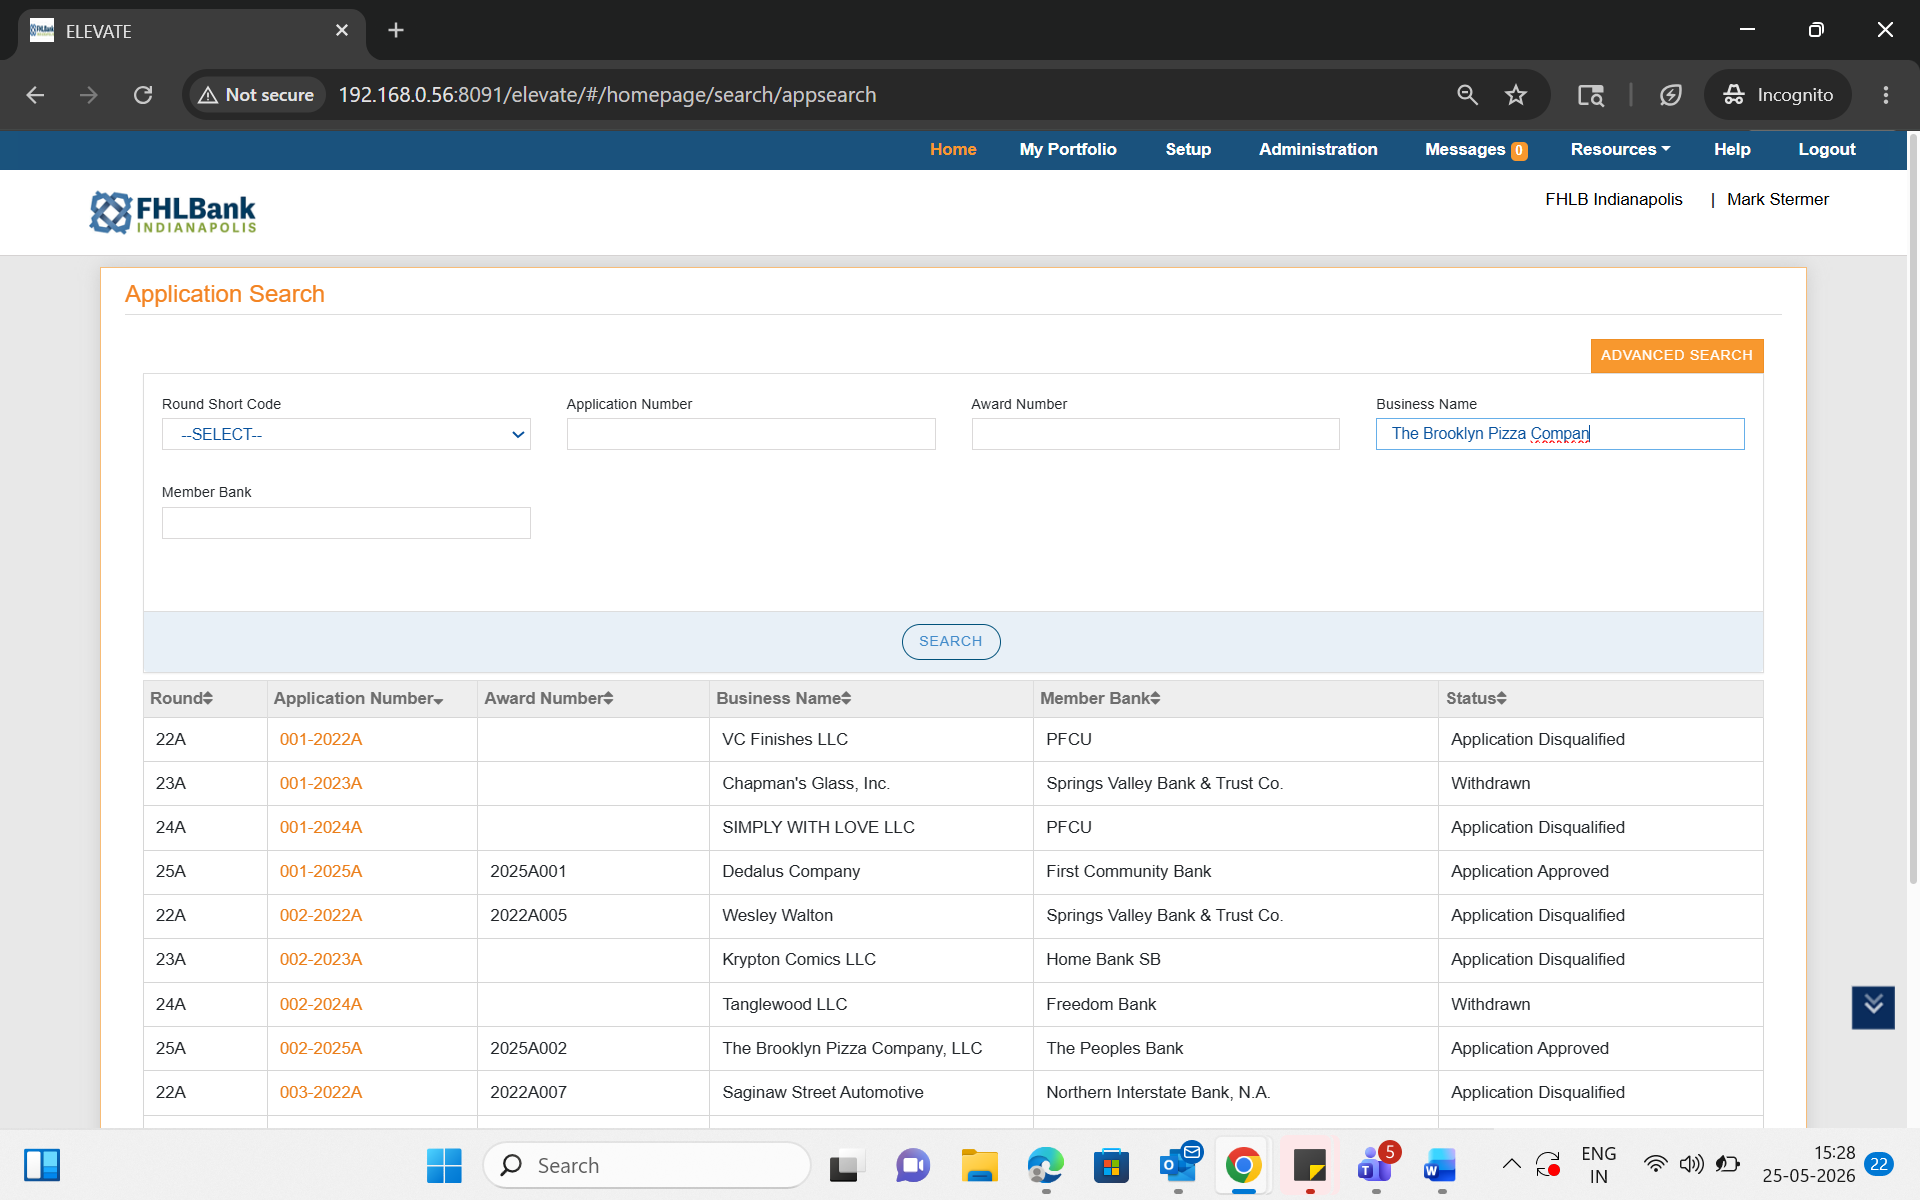 ELEVATE
Not secure
192.168.0.56:8091/elevate/#/homepage/search/appsearch
Incognito
Home
My Portfolio
Setup
Administration
Messages 0
Resources
Help
Logout
FHLBank
INDIANAPOLIS
FHLB Indianapolis | Mark Stermer
Application Search
ADVANCED SEARCH
Round Short Code
Application Number
Award Number
Business Name
--SELECT--
The Brooklyn Pizza Compan
Member Bank
SEARCH
Round Application Number Award Number Business Name Member Bank Status
22A 001-2022A VC Finishes LLC PFCU Application Disqualified
23A 001-2023A Chapman's Glass, Inc. Springs Valley Bank & Trust Co. Withdrawn
24A 001-2024A SIMPLY WITH LOVE LLC PFCU Application Disqualified
25A 001-2025A 2025A001 Dedalus Company First Community Bank Application Approved
22A 002-2022A 2022A005 Wesley Walton Springs Valley Bank & Trust Co. Application Disqualified
23A 002-2023A Krypton Comics LLC Home Bank SB Application Disqualified
24A 002-2024A Tanglewood LLC Freedom Bank Withdrawn
25A 002-2025A 2025A002 The Brooklyn Pizza Company, LLC The Peoples Bank Application Approved
22A 003-2022A 2022A007 Saginaw Street Automotive Northern Interstate Bank, N.A. Application Disqualified
Search
5
ENG
IN
15:28
25-05-2026
22